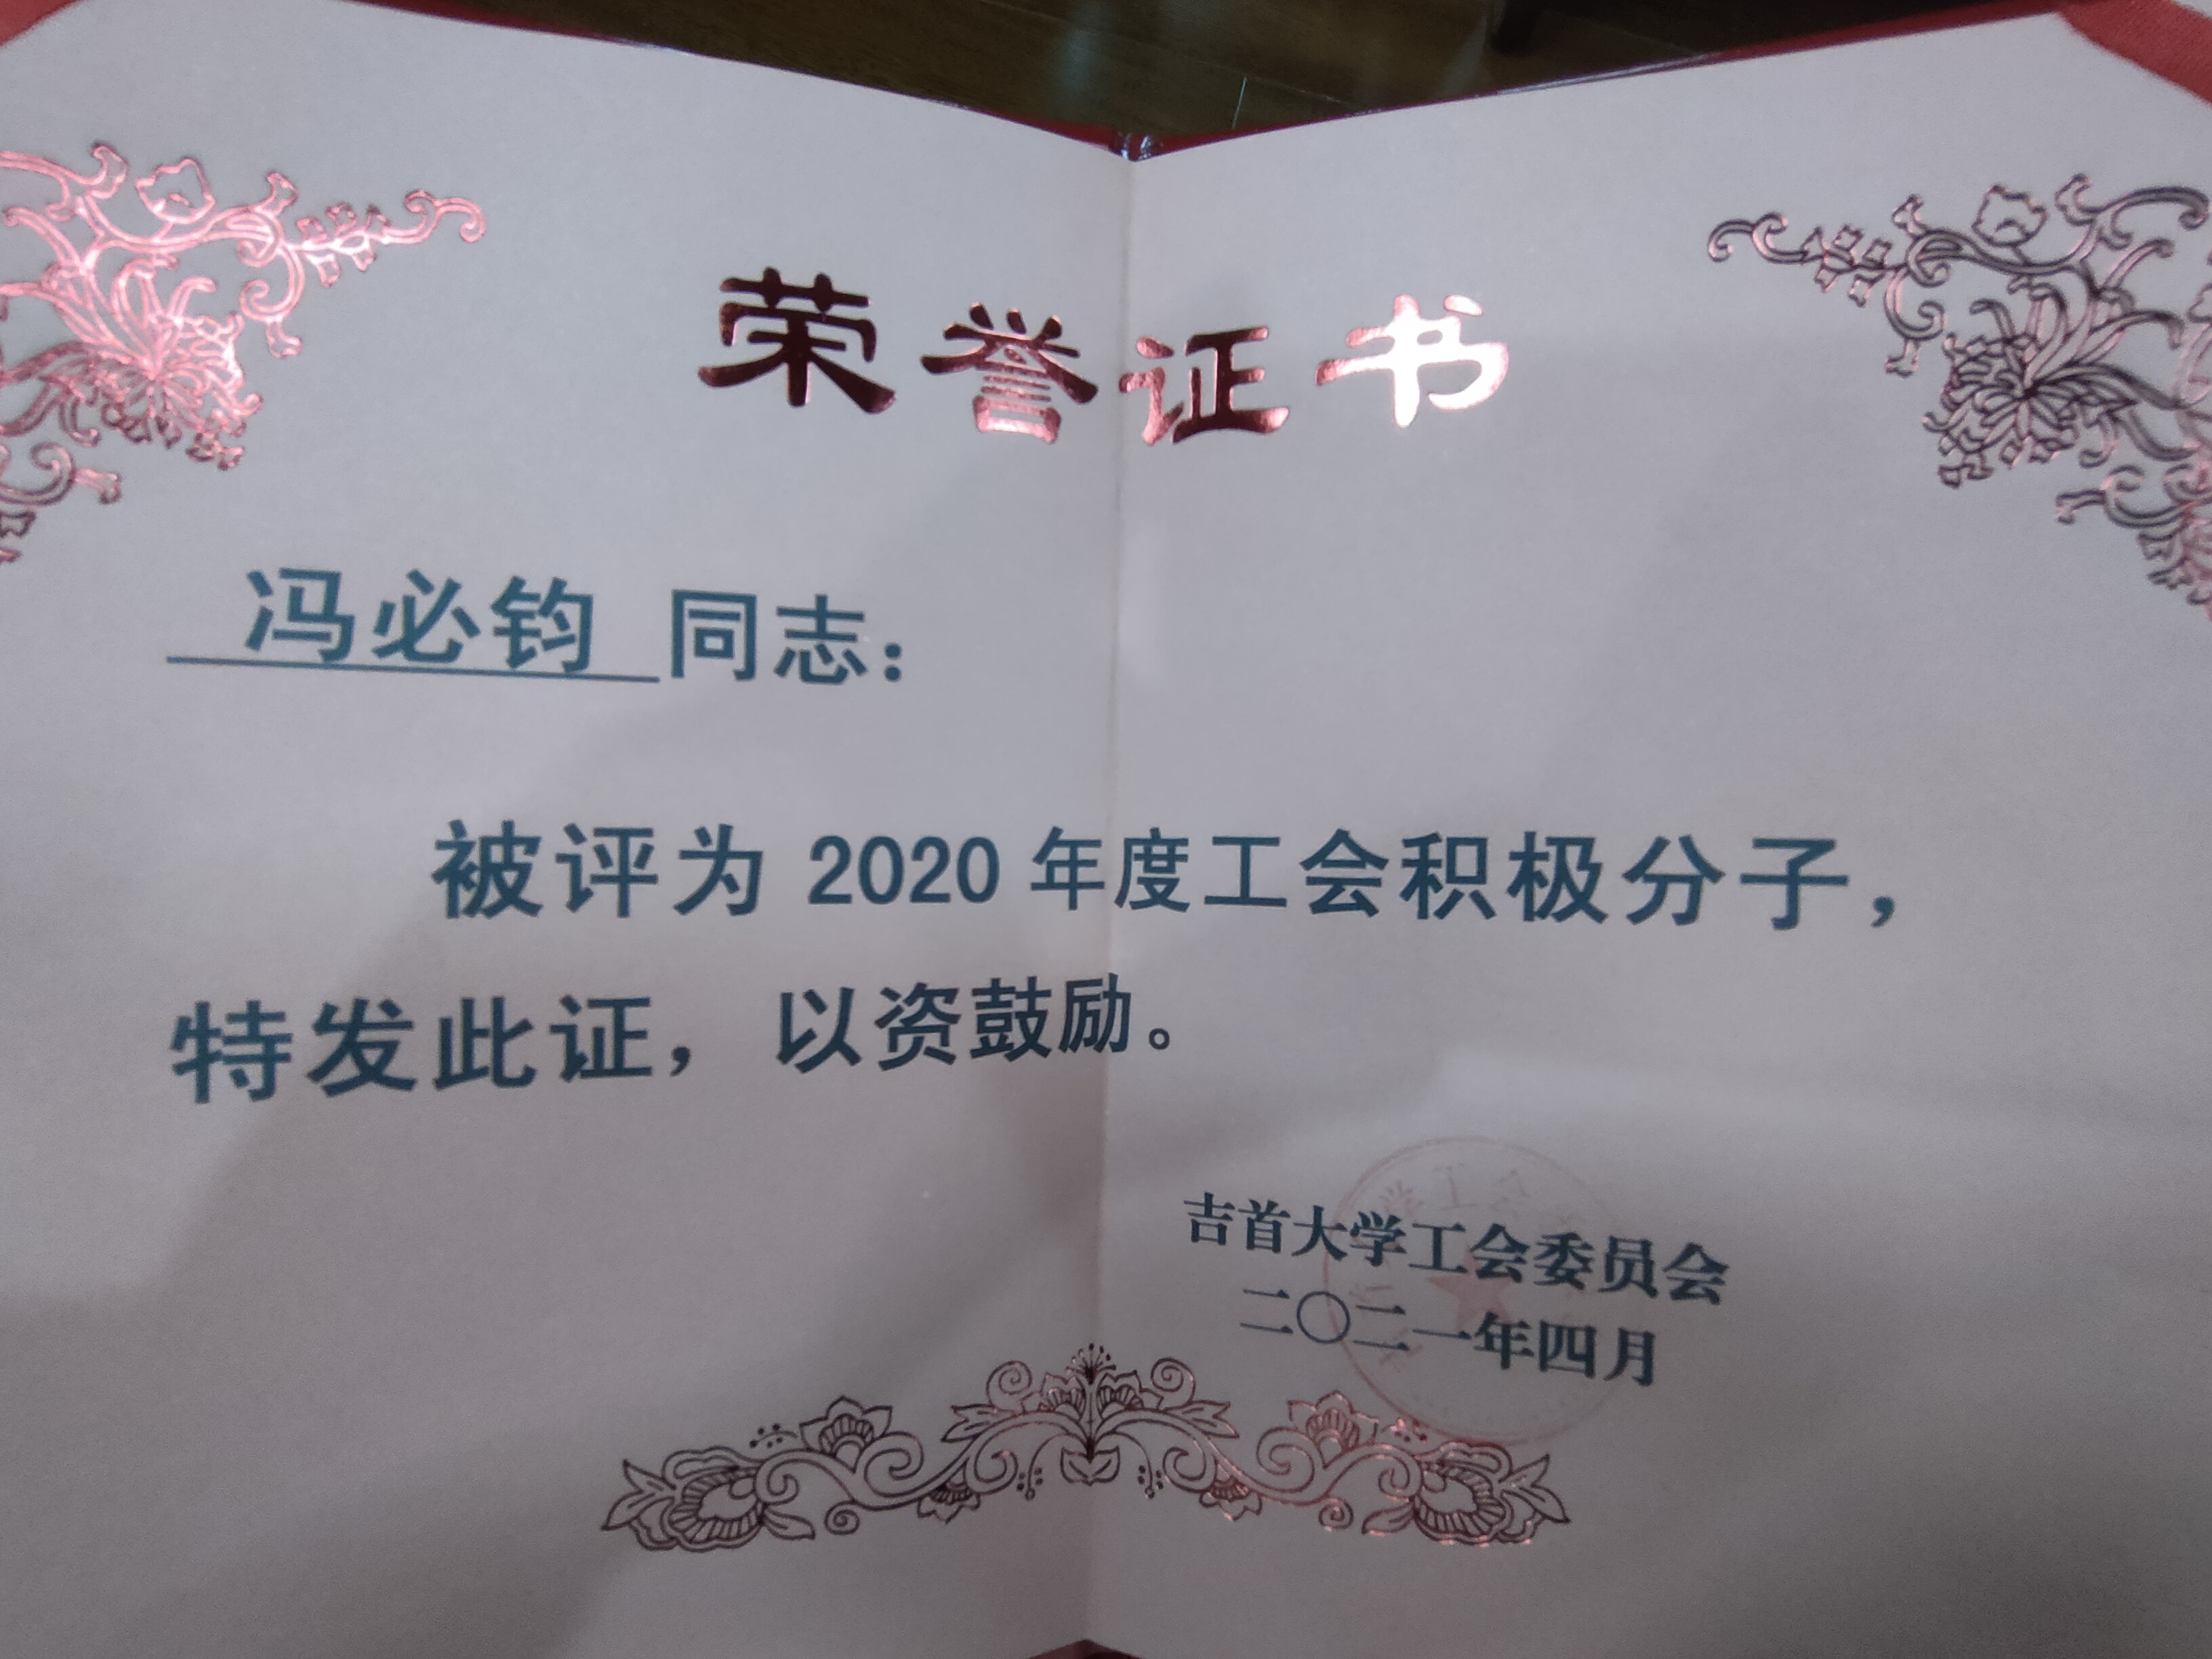 荣誉证书
冯必钧 同志：
被评为 2020 年度工会积极分子，
特发此证，以资鼓励。
吉首大学工会委员会
二〇二一年四月